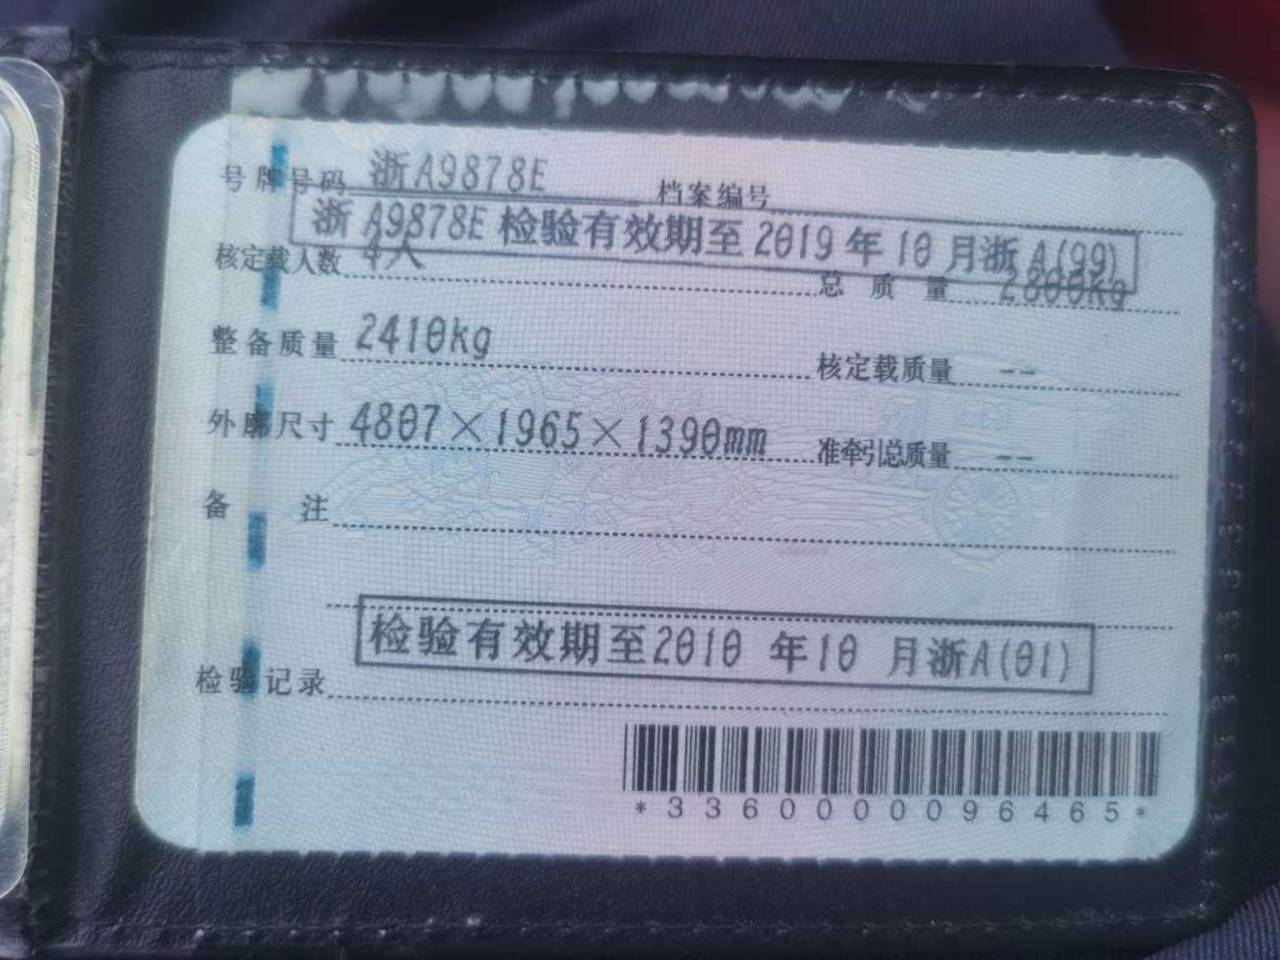 号牌号码 浙A9878E 档案编号
浙A9878E 检验有效期至2019年10月浙A(99)
核定载人数 4人 总质量 2800kg
整备质量 2410kg 核定载质量 --
外廓尺寸 4807×1965×1390mm 准牵引总质量 --
备注
检验有效期至2010 年10 月浙A(01)
检验记录
*3360000096465*